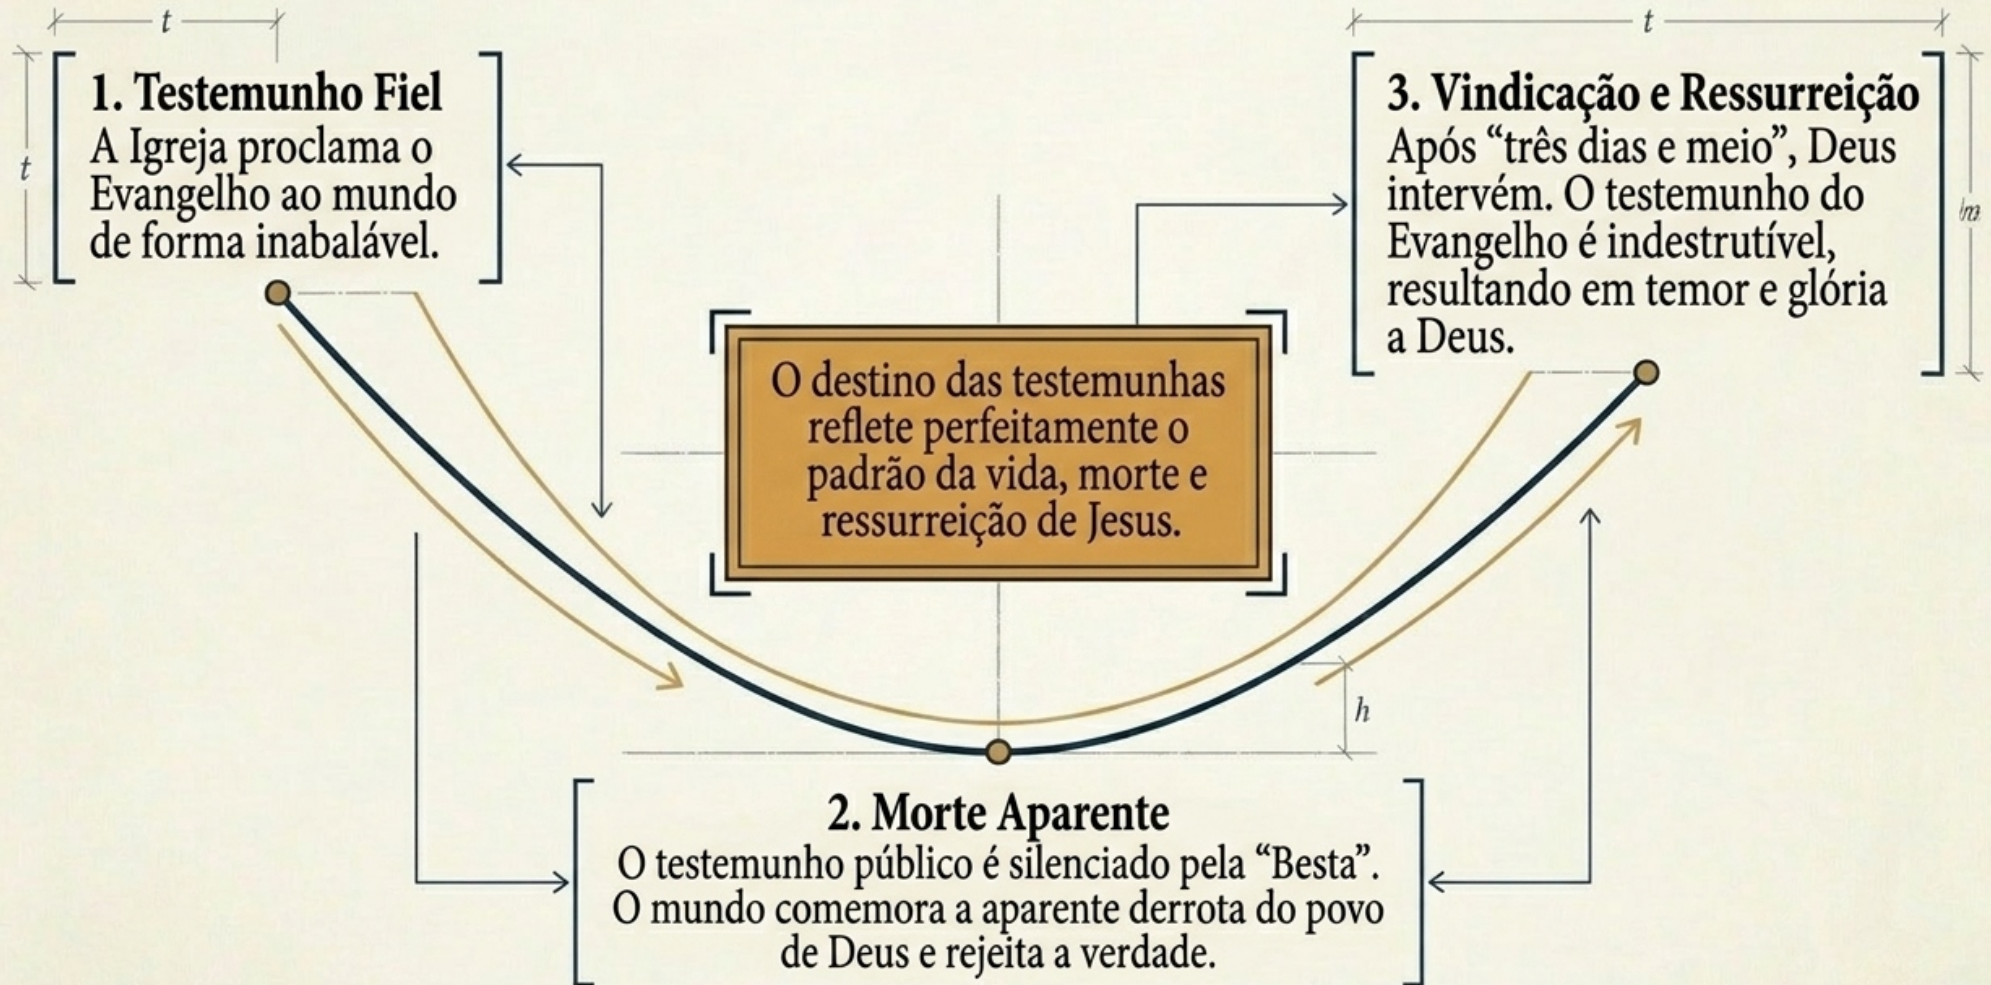 t
t
1. Testemunho Fiel
A Igreja proclama o
Evangelho ao mundo
de forma inabalável.
t
3. Vindicação e Ressurreição
Após “três dias e meio”, Deus
intervém. O testemunho do
Evangelho é indestrutível,
resultando em temor e glória
a Deus.
O destino das testemunhas
reflete perfeitamente o
padrão da vida, morte e
ressurreição de Jesus.
h
2. Morte Aparente
O testemunho público é silenciado pela “Besta”.
O mundo comemora a aparente derrota do povo
de Deus e rejeita a verdade.